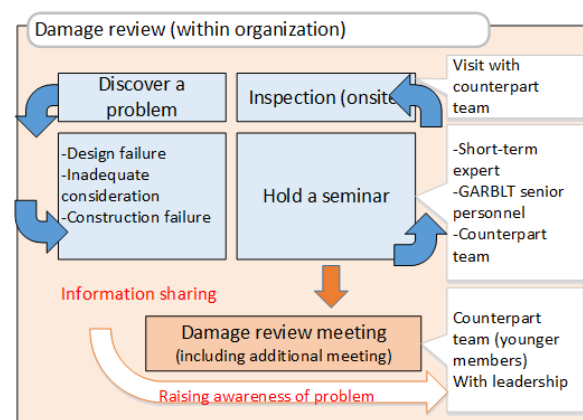 Damage review (within organization)
Discover a
problem
Inspection (onsite
Visit with
counterpart
team
-Design failure
-Inadequate
consideration
-Construction failure
Hold a seminar
-Short-term
expert
-GARBLT senior
personnel
-Counterpart
team
Information sharing
Damage review meeting
(including additional meeting)
Counterpart
team (younger
members)
With leadership
Raising awareness of problem